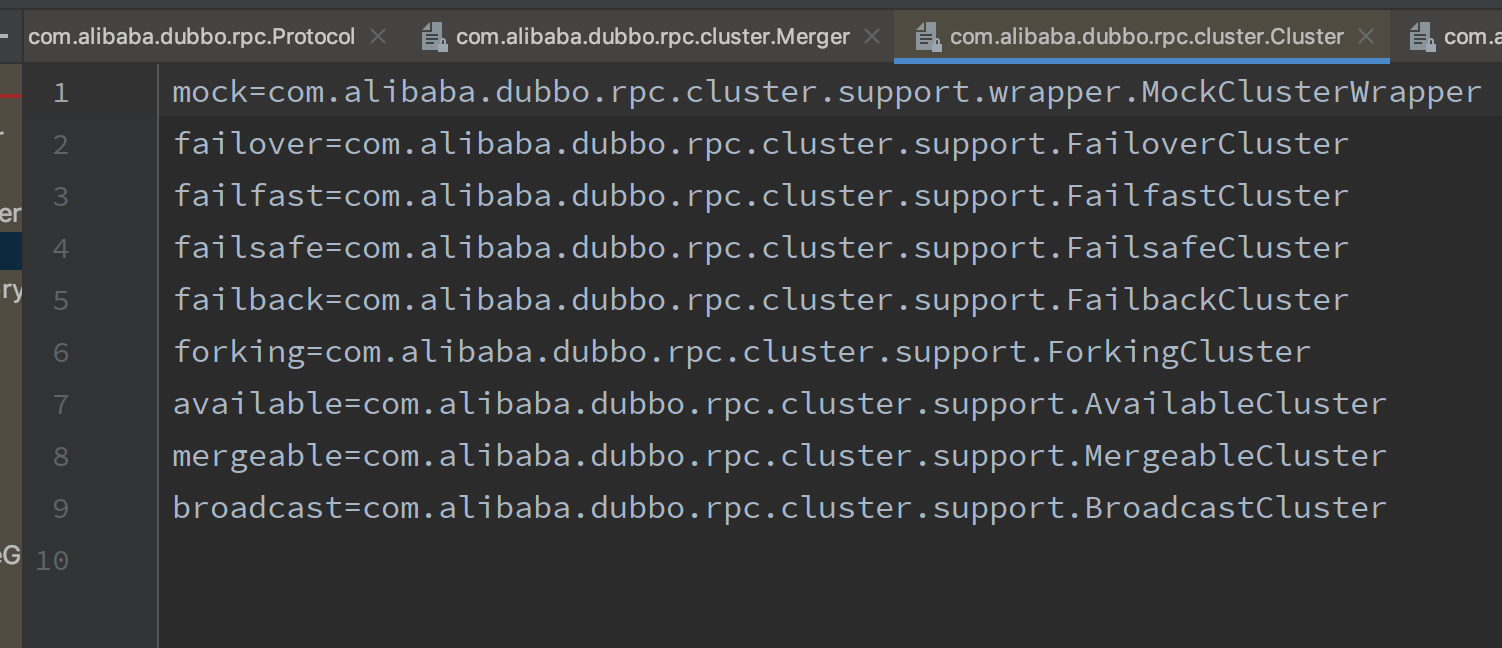 com.alibaba.dubbo.rpc.Protocol com.alibaba.dubbo.rpc.cluster.Merger com.alibaba.dubbo.rpc.cluster.Cluster com.a
1 mock=com.alibaba.dubbo.rpc.cluster.support.wrapper.MockClusterWrapper
2 failover=com.alibaba.dubbo.rpc.cluster.support.FailoverCluster
3 failfast=com.alibaba.dubbo.rpc.cluster.support.FailfastCluster
er
4 failsafe=com.alibaba.dubbo.rpc.cluster.support.FailsafeCluster
ry
5 failback=com.alibaba.dubbo.rpc.cluster.support.FailbackCluster
6 forking=com.alibaba.dubbo.rpc.cluster.support.ForkingCluster
7 available=com.alibaba.dubbo.rpc.cluster.support.AvailableCluster
8 mergeable=com.alibaba.dubbo.rpc.cluster.support.MergeableCluster
9 broadcast=com.alibaba.dubbo.rpc.cluster.support.BroadcastCluster
eG
10